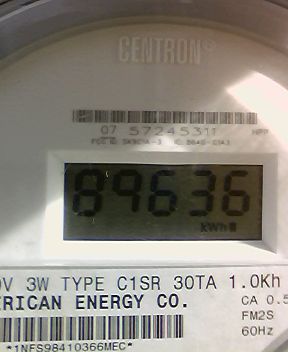 CENTRON®
07 57245311
89636
kWh
V 3W TYPE C1SR 30TA 1.0Kh
ERICAN ENERGY CO.
CA 0.5
FM2S
60Hz
*1NFS98410366MEC*